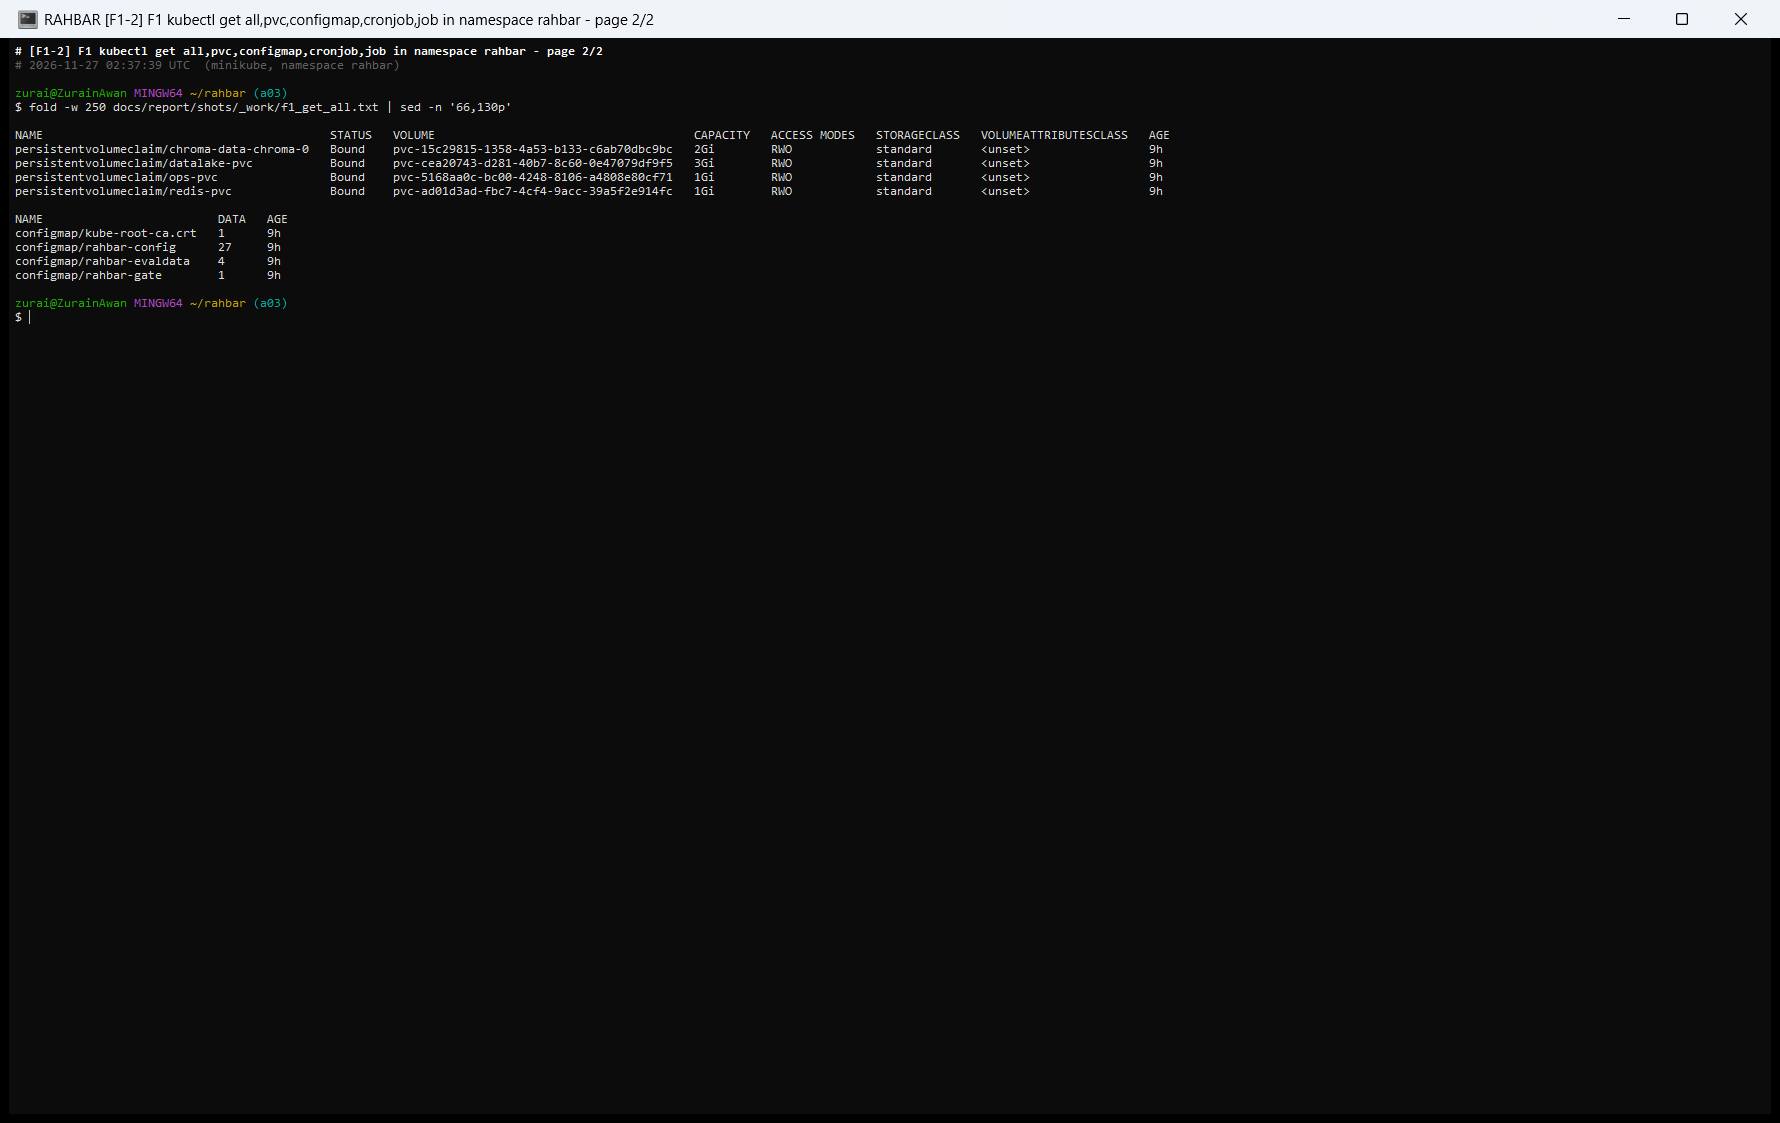 RAHBAR [F1-2] F1 kubectl get all,pvc,configmap,cronjob,job in namespace rahbar - page 2/2
# [F1-2] F1 kubectl get all,pvc,configmap,cronjob,job in namespace rahbar - page 2/2
# 2026-11-27 02:37:39 UTC  (minikube, namespace rahbar)
zurai@ZurainAwan MINGW64 ~/rahbar (a03)
$ fold -w 250 docs/report/shots/_work/f1_get_all.txt | sed -n '66,130p'
NAME                                         STATUS   VOLUME                                     CAPACITY   ACCESS MODES   STORAGECLASS   VOLUMEATTRIBUTESCLASS   AGE
persistentvolumeclaim/chroma-data-chroma-0   Bound    pvc-15c29815-1358-4a53-b133-c6ab70dbc9bc   2Gi        RWO            standard       <unset>                 9h
persistentvolumeclaim/datalake-pvc           Bound    pvc-cea20743-d281-40b7-8c60-0e47079df9f5   3Gi        RWO            standard       <unset>                 9h
persistentvolumeclaim/ops-pvc                Bound    pvc-5168aa0c-bc00-4248-8106-a4808e80cf71   1Gi        RWO            standard       <unset>                 9h
persistentvolumeclaim/redis-pvc              Bound    pvc-ad01d3ad-fbc7-4cf4-9acc-39a5f2e914fc   1Gi        RWO            standard       <unset>                 9h
NAME                         DATA   AGE
configmap/kube-root-ca.crt   1      9h
configmap/rahbar-config      27     9h
configmap/rahbar-evaldata    4      9h
configmap/rahbar-gate        1      9h
zurai@ZurainAwan MINGW64 ~/rahbar (a03)
$